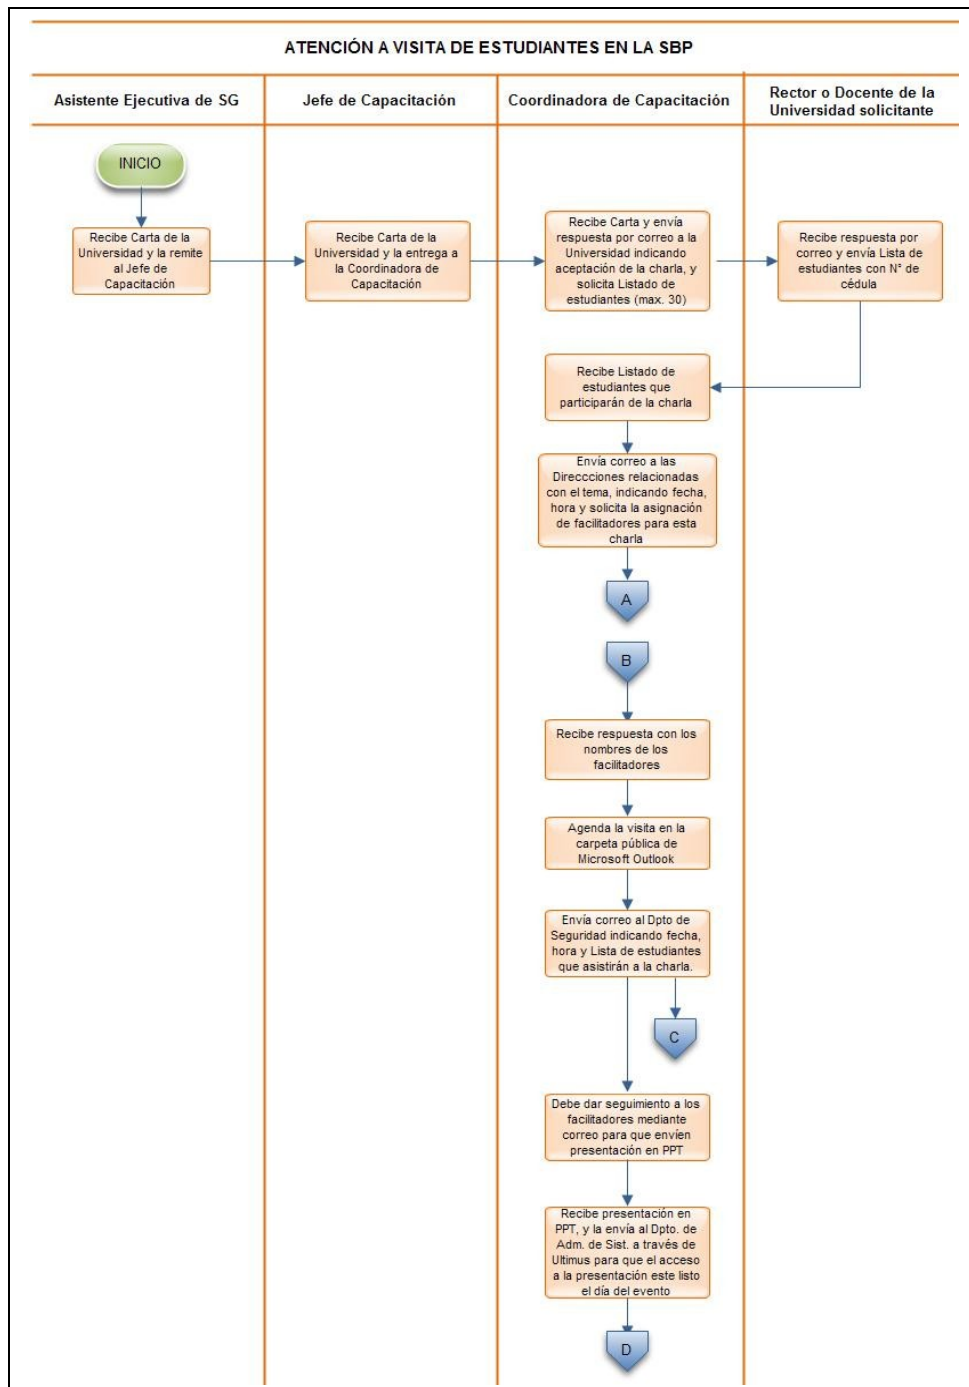 ATENCIÓN A VISITA DE ESTUDIANTES EN LA SBP
Asistente Ejecutiva de SG
Jefe de Capacitación
Coordinadora de Capacitación
Rector o Docente de la
Universidad solicitante
INICIO
Recibe Carta de la
Universidad y la remite
al Jefe de
Capacitación
Recibe Carta de la
Universidad y la entrega
a la Coordinadora de
Capacitación
Recibe Carta y envía
respuesta por correo a la
Universidad indicando
aceptación de la charla, y
solicita Listado de
estudiantes (max. 30)
Recibe respuesta por
correo y envía Lista de
estudiantes con N° de
cédula
Recibe Listado de
estudiantes que
participarán de la charla
Envía correo a las
Direccciones relacionadas
con el tema, indicando fecha,
hora y solicita la asignación
de facilitadores para esta
charla
A
B
Recibe respuesta con los
nombres de los
facilitadores
Agenda la visita en la
carpeta pública de
Microsoft Outlook
Envía correo al Dpto de
Seguridad indicando fecha,
hora y Lista de estudiantes
que asistirán a la charla.
C
Debe dar seguimiento a los
facilitadores mediante
correo para que envíen
presentación en PPT
Recibe presentación en
PPT, y la envía al Dpto. de
Adm. de Sist. a través de
Ultimus para que el acceso
a la presentación este listo
el día del evento
D